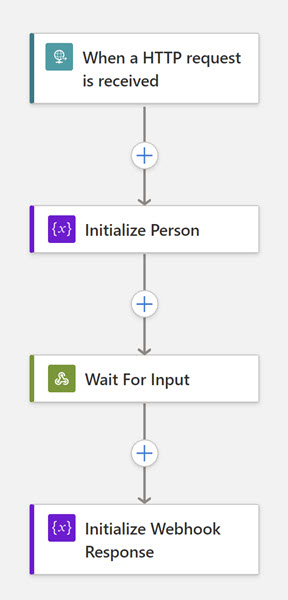 When a HTTP request
is received
{x}
Initialize Person
Wait For Input
{x}
Initialize Webhook
Response